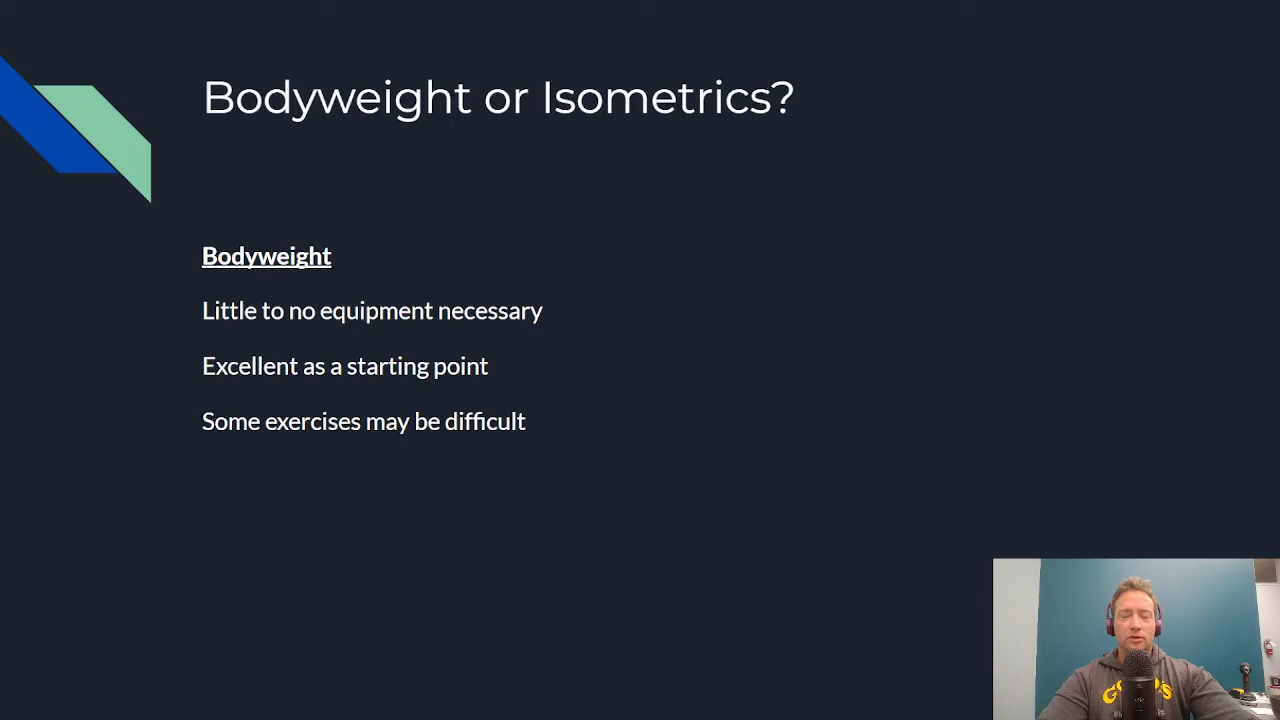 Bodyweight or Isometrics?
Bodyweight
Little to no equipment necessary
Excellent as a starting point
Some exercises may be difficult